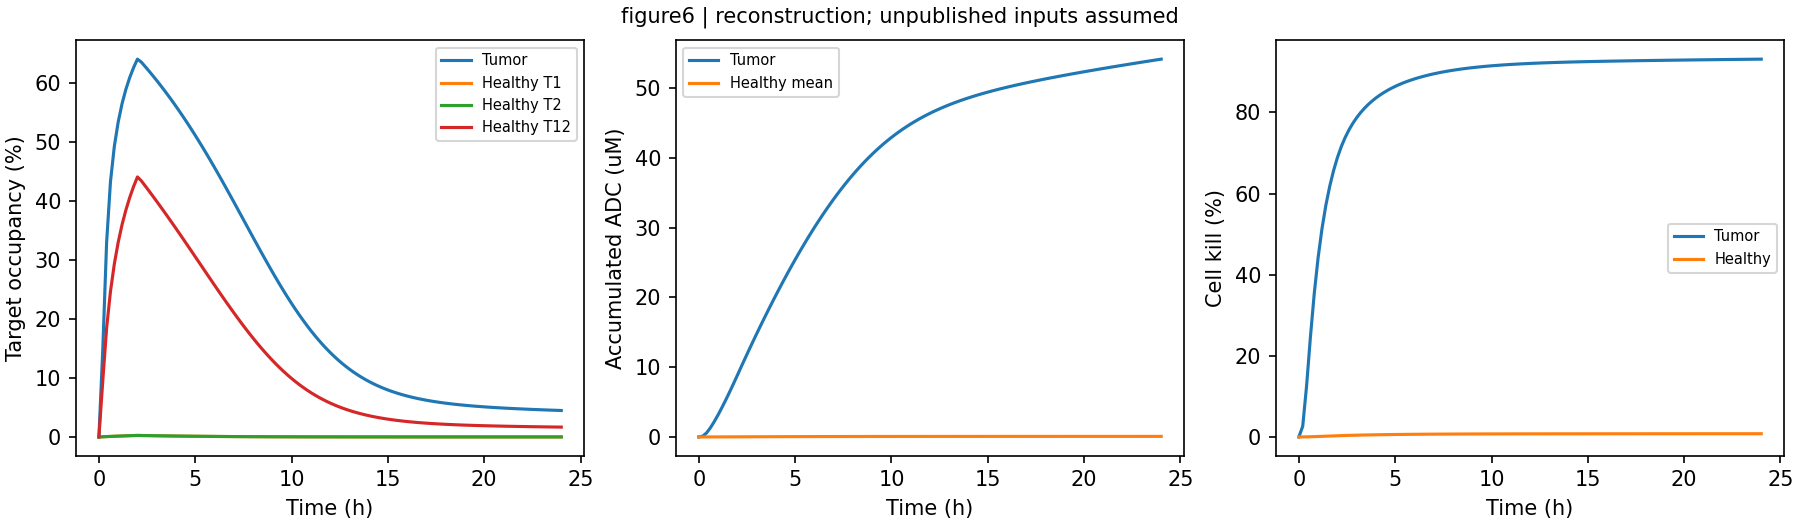 figure6 | reconstruction; unpublished inputs assumed
Target occupancy (%)
60
50
40
30
20
10
0
Tumor
Healthy T1
Healthy T2
Healthy T12
0 5 10 15 20 25
Time (h)
Accumulated ADC (uM)
50
40
30
20
10
0
Tumor
Healthy mean
0 5 10 15 20 25
Time (h)
Cell kill (%)
80
60
40
20
0
Tumor
Healthy
0 5 10 15 20 25
Time (h)